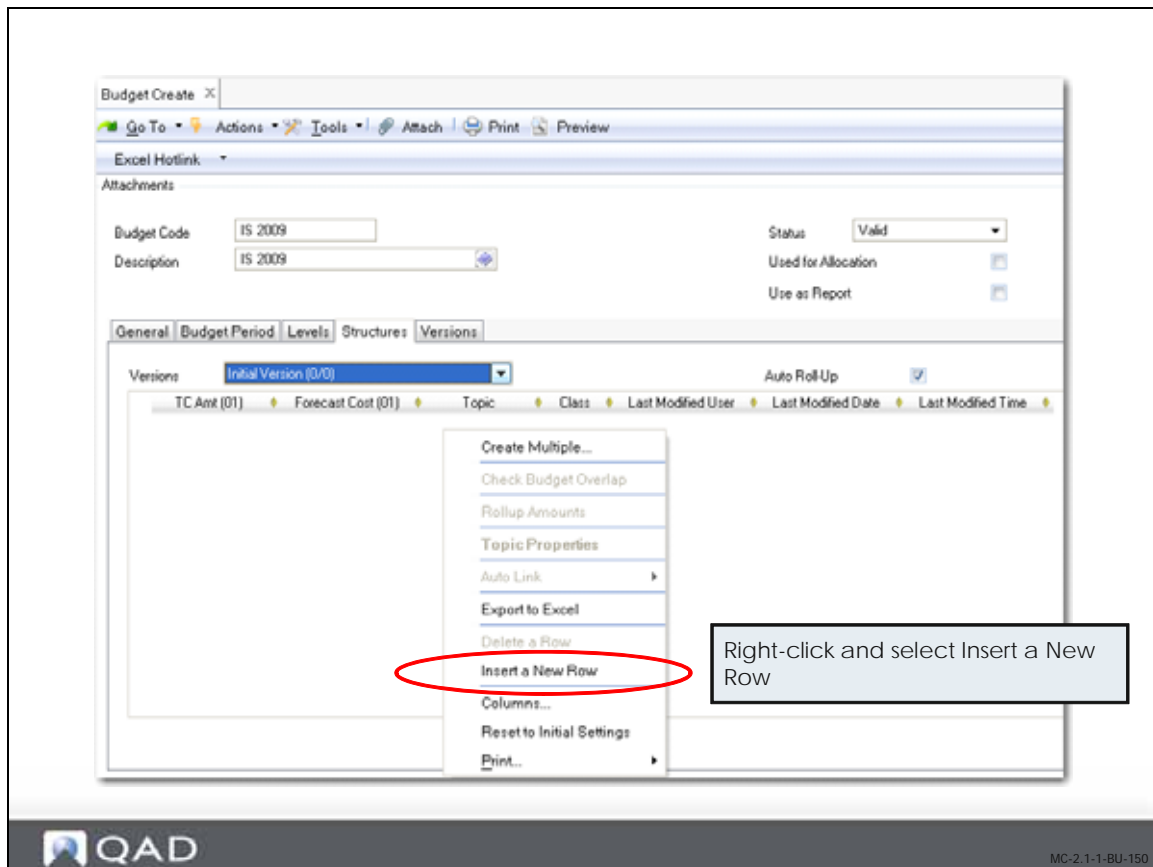 Budget Create
Go To Actions Tools Attach Print Preview
Excel Hotlink
Attachments
Budget Code IS 2009 Status Valid
Description IS 2009 Used for Allocation
Use as Report
General Budget Period Levels Structures Versions
Versions Initial Version (0/0) Auto Roll-Up
TC Amt (01) Forecast Cost (01) Topic Class Last Modified User Last Modified Date Last Modified Time
Create Multiple...
Check Budget Overlap
Rollup Amounts
Topic Properties
Auto Link
Export to Excel
Delete a Row
Insert a New Row
Columns...
Reset to Initial Settings
Print...
Right-click and select Insert a New
Row
QAD
MC-2.1-1-BU-150